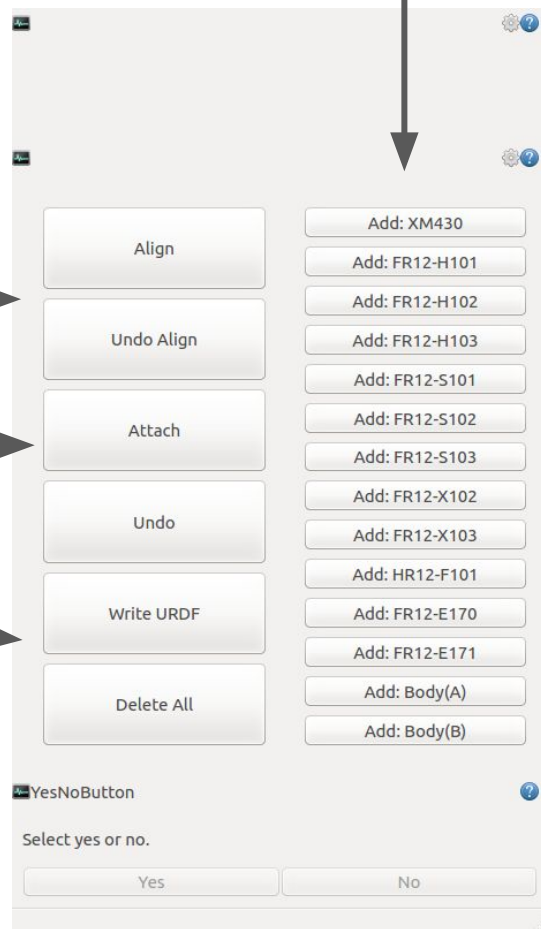 Align
Undo Align
Attach
Undo
Write URDF
Delete All
Add: XM430
Add: FR12-H101
Add: FR12-H102
Add: FR12-H103
Add: FR12-S101
Add: FR12-S102
Add: FR12-S103
Add: FR12-X102
Add: FR12-X103
Add: HR12-F101
Add: FR12-E170
Add: FR12-E171
Add: Body(A)
Add: Body(B)
YesNoButton
Select yes or no.
Yes
No